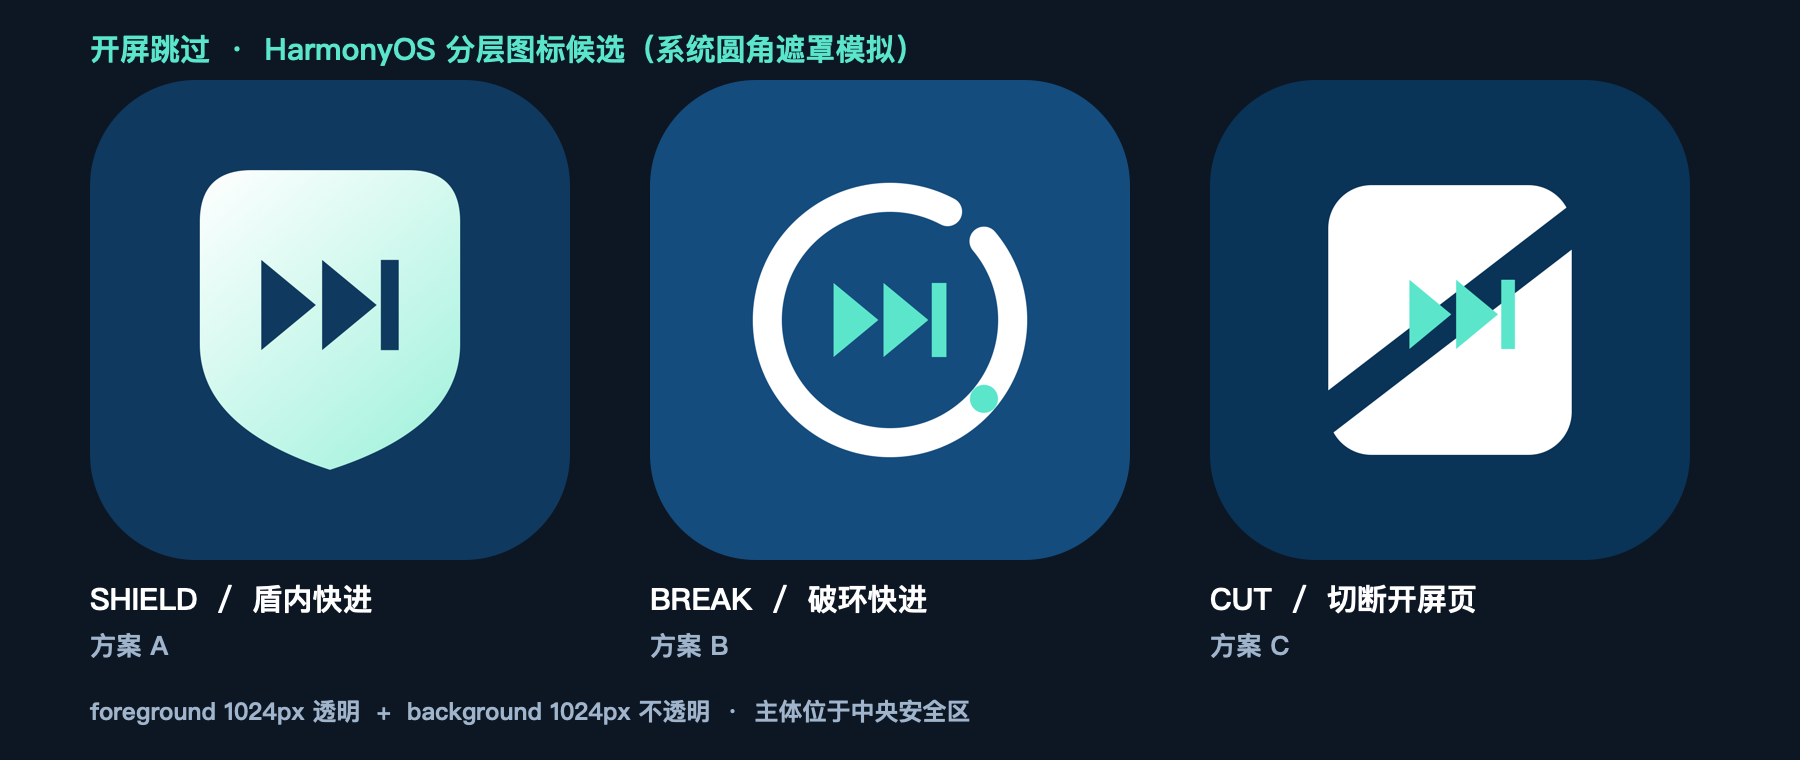 开屏跳过 · HarmonyOS 分层图标候选（系统圆角遮罩模拟）
SHIELD / 盾内快进
方案 A
BREAK / 破环快进
方案 B
CUT / 切断开屏页
方案 C
foreground 1024px 透明 + background 1024px 不透明 · 主体位于中央安全区